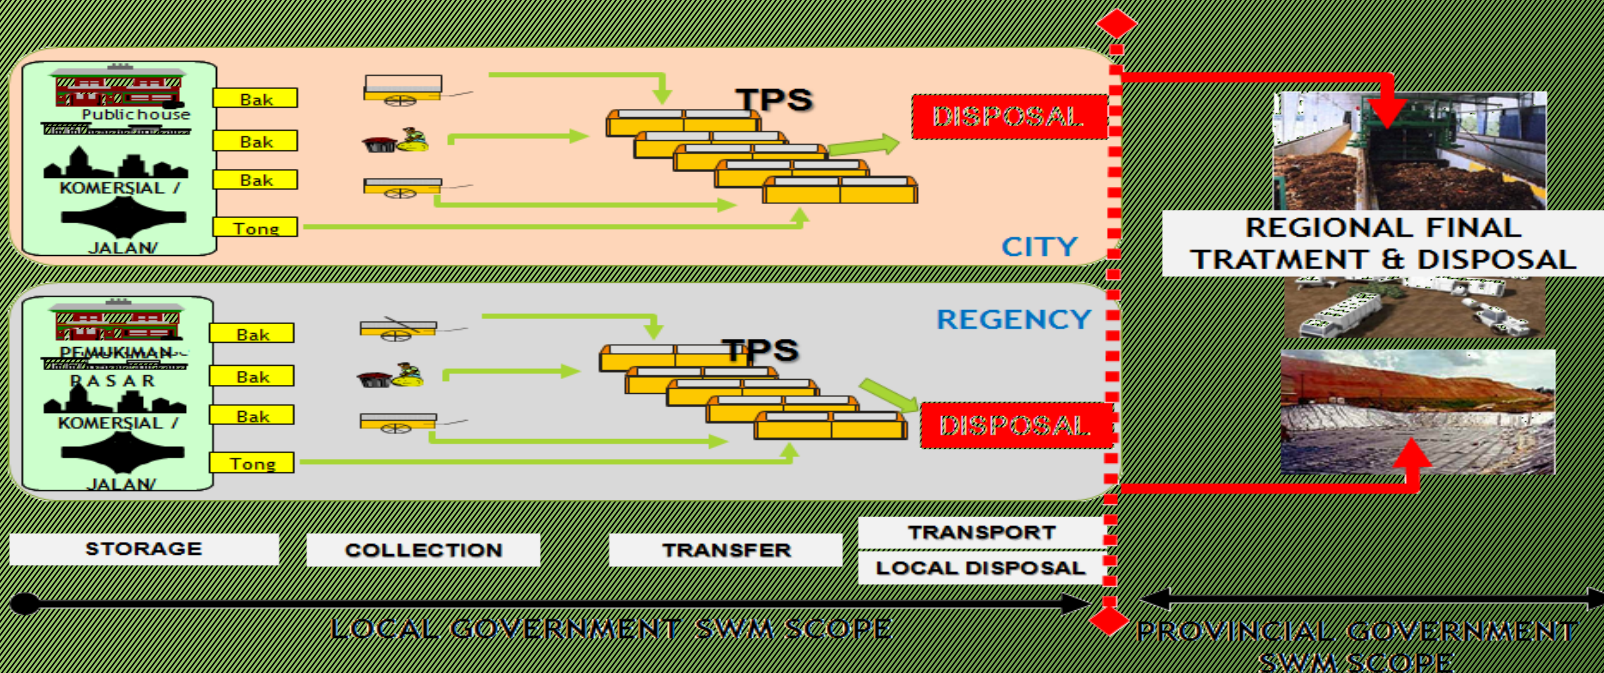 Public house
KOMERSIAL /
JALAN/
Bak
Bak
Bak
Tong
TPS
DISPOSAL
CITY
REGIONAL FINAL
TRATMENT & DISPOSAL
PEMUKIMAN
P A S A R
KOMERSIAL /
JALAN/
Bak
Bak
Bak
Tong
TPS
DISPOSAL
REGENCY
STORAGE
COLLECTION
TRANSFER
TRANSPORT
LOCAL DISPOSAL
LOCAL GOVERNMENT SWM SCOPE
PROVINCIAL GOVERNMENT
SWM SCOPE